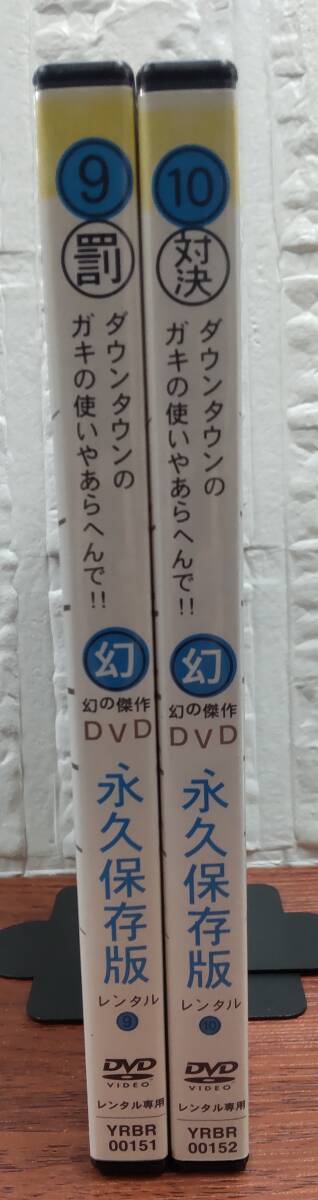 9
罰
ダウンタウンの
ガキの使いやあらへんで!!
幻
幻の傑作
DVD
永久保存版
レンタル
9
DVD
VIDEO
レンタル専用
YRBR
00151
10
対決
ダウンタウンの
ガキの使いやあらへんで!!
幻
幻の傑作
DVD
永久保存版
レンタル
10
DVD
VIDEO
レンタル専用
YRBR
00152